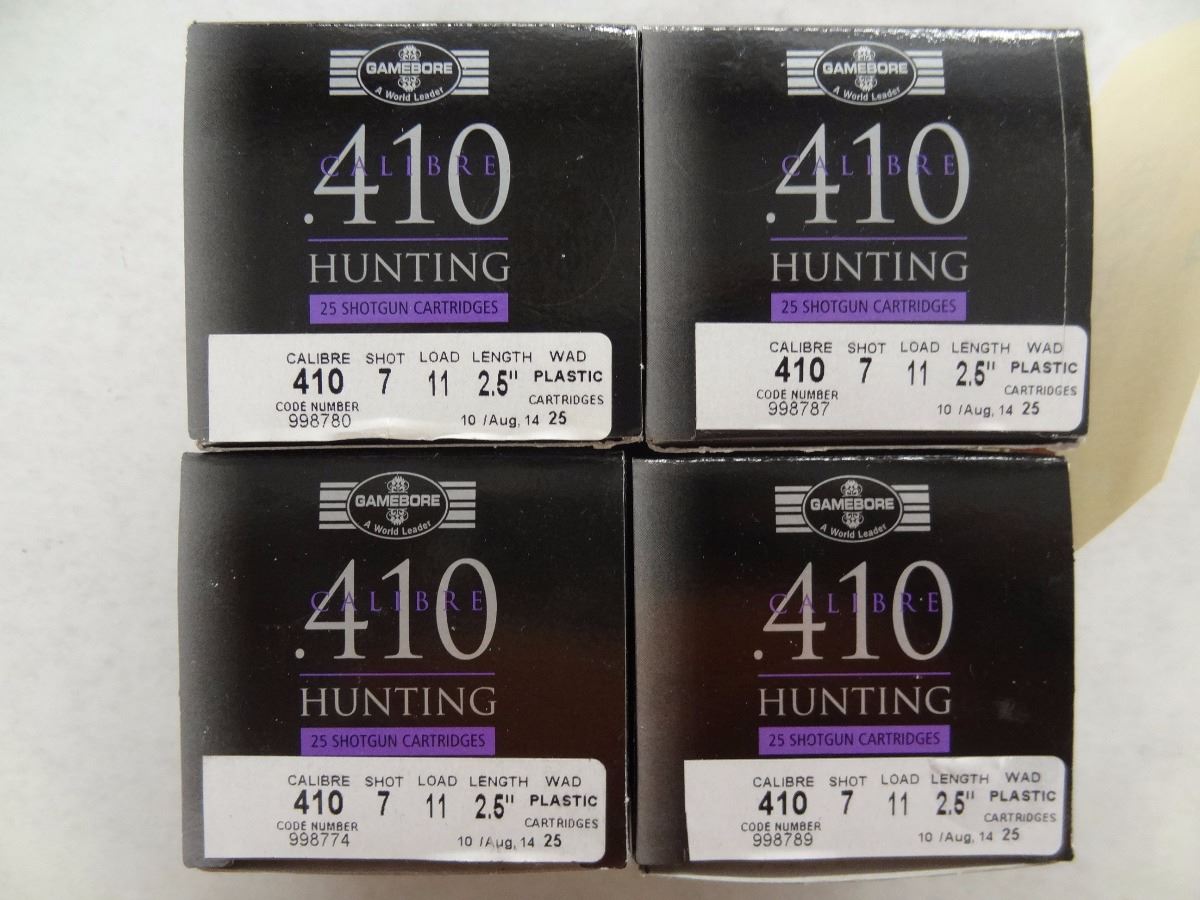 GAMEBORE
A World Leader
CALIBRE
.410
HUNTING
25 SHOTGUN CARTRIDGES
CALIBRE SHOT LOAD LENGTH WAD
410 7 11 2.5" PLASTIC
CODE NUMBER CARTRIDGES
998780 10 /Aug, 14 25
GAMEBORE
A World Leader
CALIBRE
.410
HUNTING
25 SHOTGUN CARTRIDGES
CALIBRE SHOT LOAD LENGTH WAD
410 7 11 2.5" PLASTIC
CODE NUMBER CARTRIDGES
998787 10 /Aug, 14 25
GAMEBORE
A World Leader
CALIBRE
.410
HUNTING
25 SHOTGUN CARTRIDGES
CALIBRE SHOT LOAD LENGTH WAD
410 7 11 2.5" PLASTIC
CODE NUMBER CARTRIDGES
998774 10 /Aug, 14 25
GAMEBORE
A World Leader
CALIBRE
.410
HUNTING
25 SHOTGUN CARTRIDGES
CALIBRE SHOT LOAD LENGTH WAD
410 7 11 2.5" PLASTIC
CODE NUMBER CARTRIDGES
998789 10 /Aug, 14 25